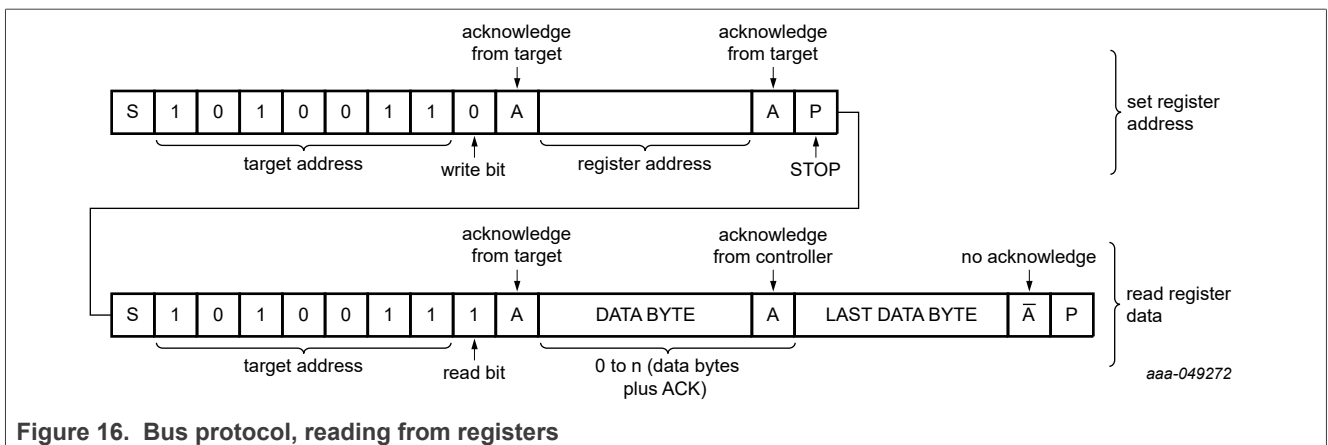 acknowledge acknowledge
from target from target
S 1 0 1 0 0 1 1 0 A A P
set register
address
target address write bit register address STOP
acknowledge acknowledge
from target from controller no acknowledge
S 1 0 1 0 0 1 1 1 A DATA BYTE A LAST DATA BYTE A̅ P
read register
data
target address read bit 0 to n (data bytes
plus ACK)
aaa-049272
Figure 16. Bus protocol, reading from registers